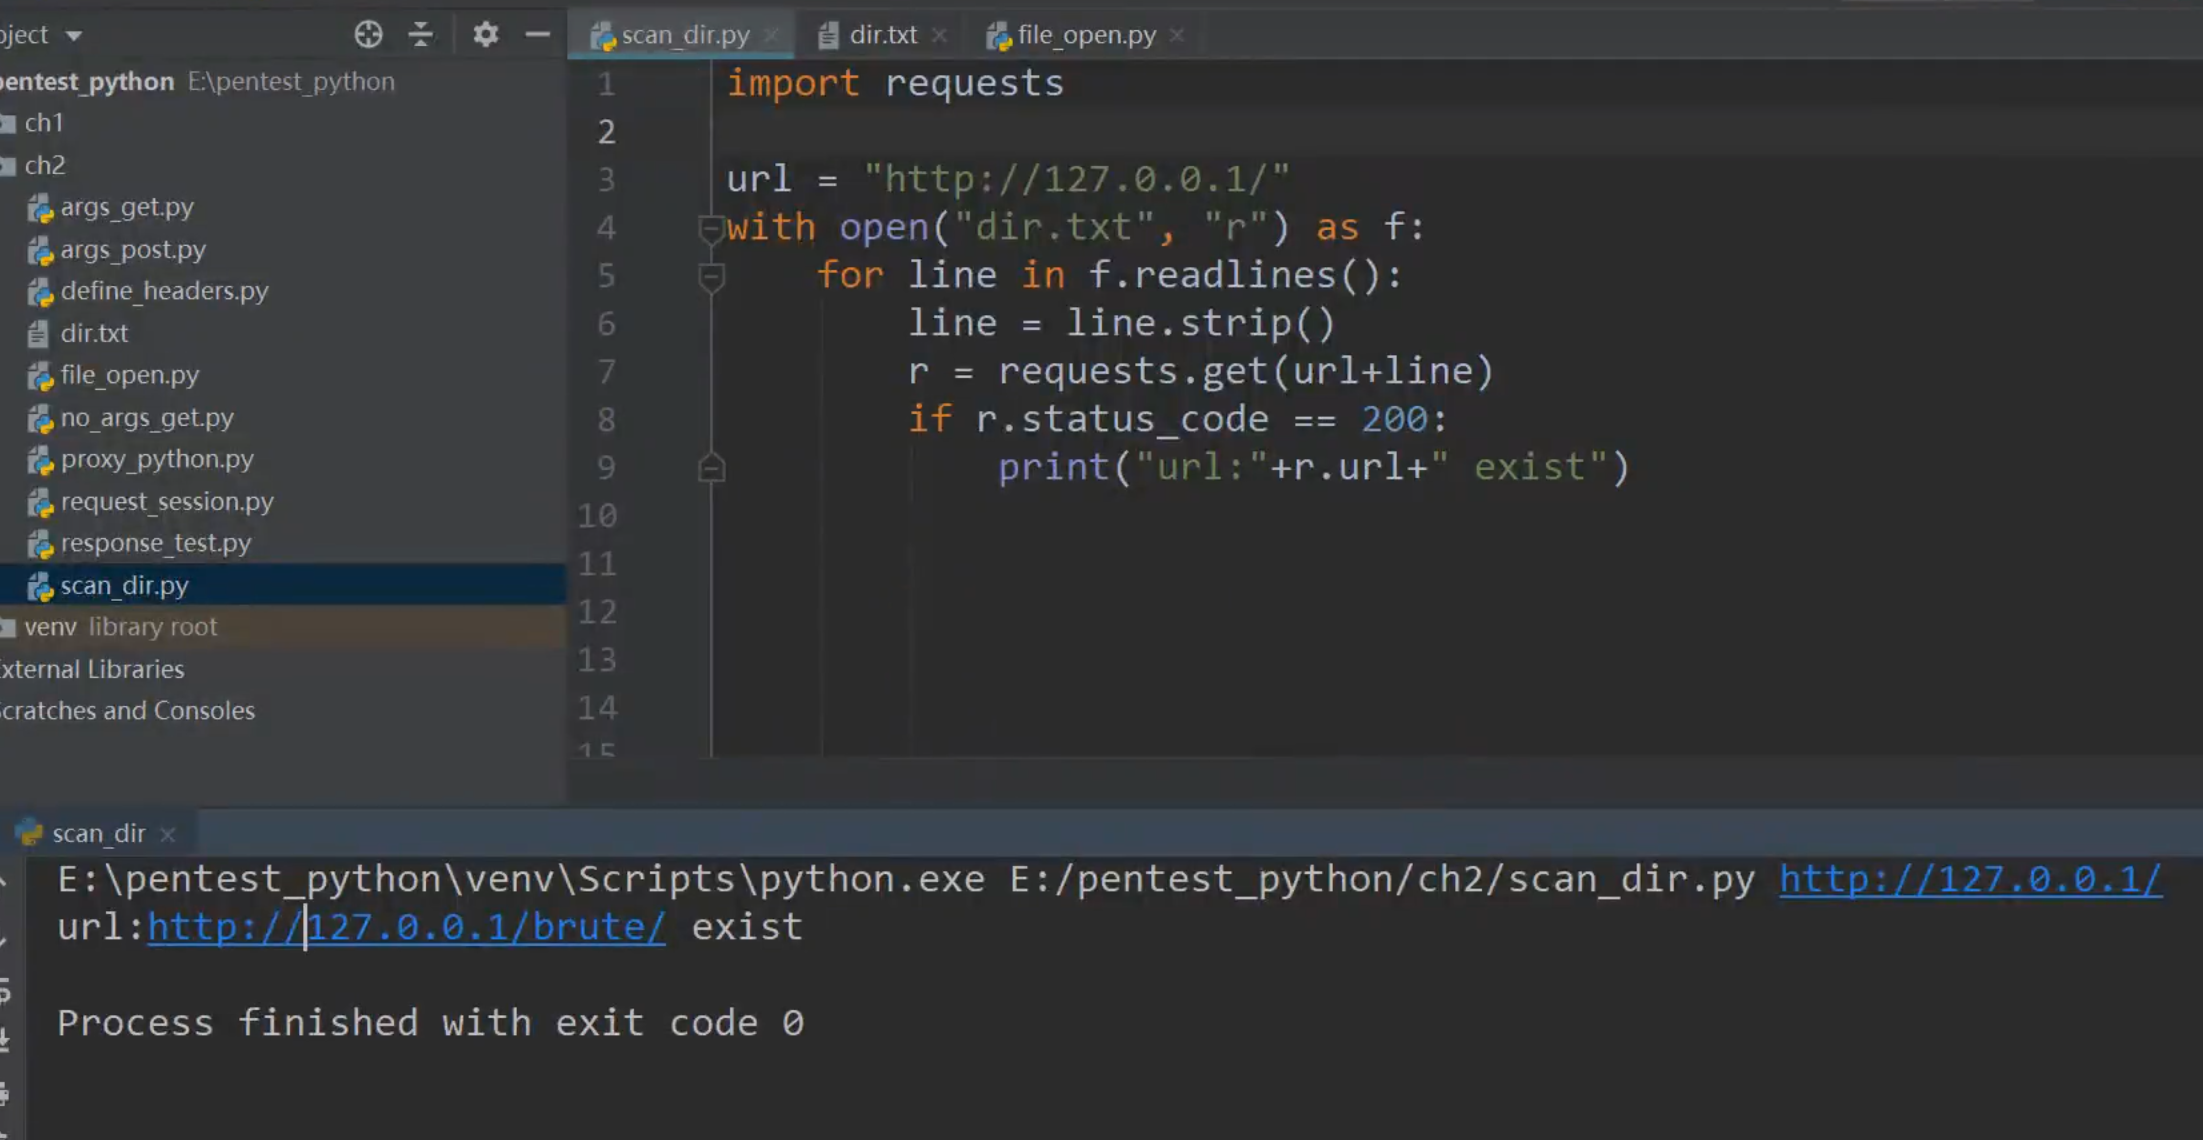 oject
scan_dir.py
dir.txt
file_open.py
pentest_python E:\pentest_python
ch1
ch2
args_get.py
args_post.py
define_headers.py
dir.txt
file_open.py
no_args_get.py
proxy_python.py
request_session.py
response_test.py
scan_dir.py
venv library root
External Libraries
Scratches and Consoles
1 import requests
2
3 url = "http://127.0.0.1/"
4 with open("dir.txt", "r") as f:
5     for line in f.readlines():
6         line = line.strip()
7         r = requests.get(url+line)
8         if r.status_code == 200:
9             print("url:"+r.url+" exist")
10
11
12
13
14
15
scan_dir
E:\pentest_python\venv\Scripts\python.exe E:/pentest_python/ch2/scan_dir.py http://127.0.0.1/
url:http://127.0.0.1/brute/ exist
Process finished with exit code 0